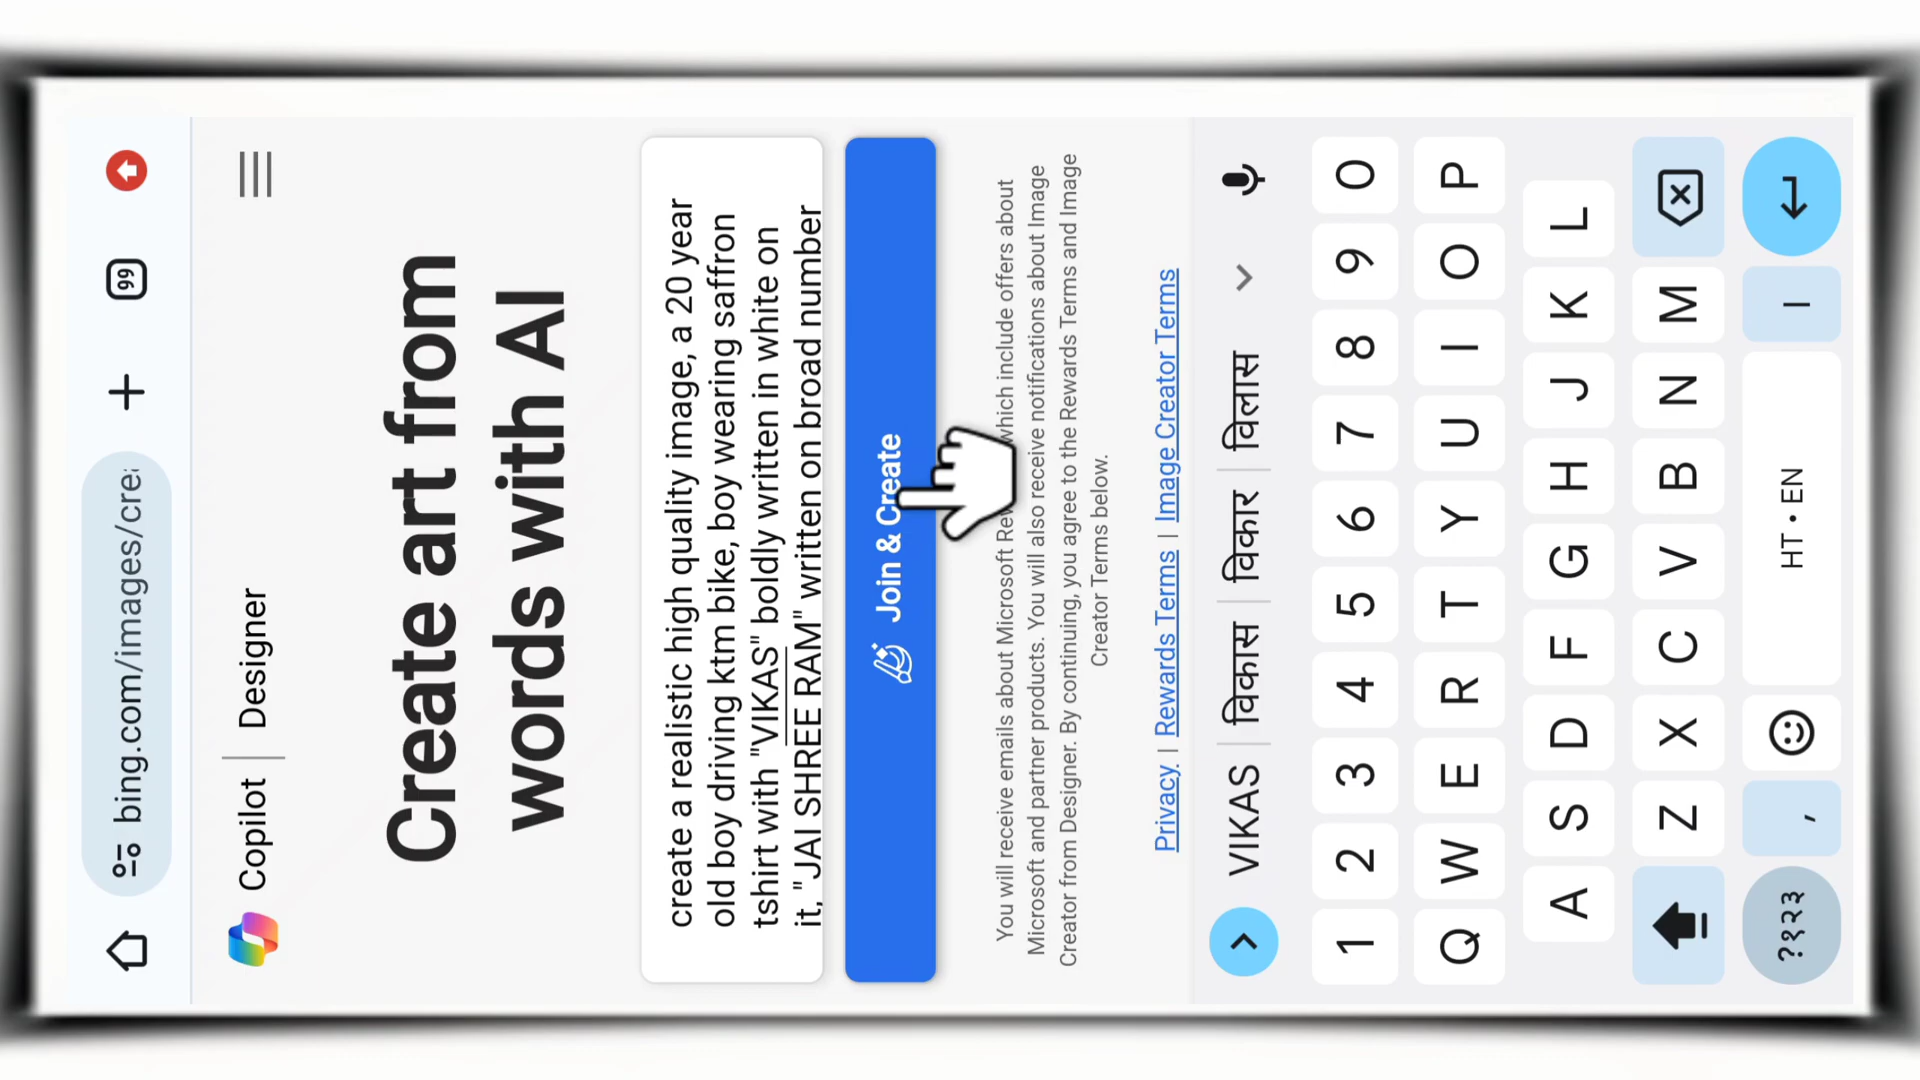 bing.com/images/cre
99
Copilot | Designer
Create art from
words with AI
create a realistic high quality image, a 20 year
old boy driving ktm bike, boy wearing saffron
tshirt with "VIKAS" boldly written in white on
it, "JAI SHREE RAM" written on broad number
Join & Create
You will receive emails about Microsoft which include offers about
Microsoft and partner products. You will also receive notifications about Image
Creator from Designer. By continuing, you agree to the Rewards Terms and Image
Creator Terms below.
Privacy. | Rewards Terms | Image Creator Terms
VIKAS | विकास | विकार | विलास
1 2 3 4 5 6 7 8 9 0
Q W E R T Y U I O P
A S D F G H J K L
Z X C V B N M
?१२३ , HT • EN ।